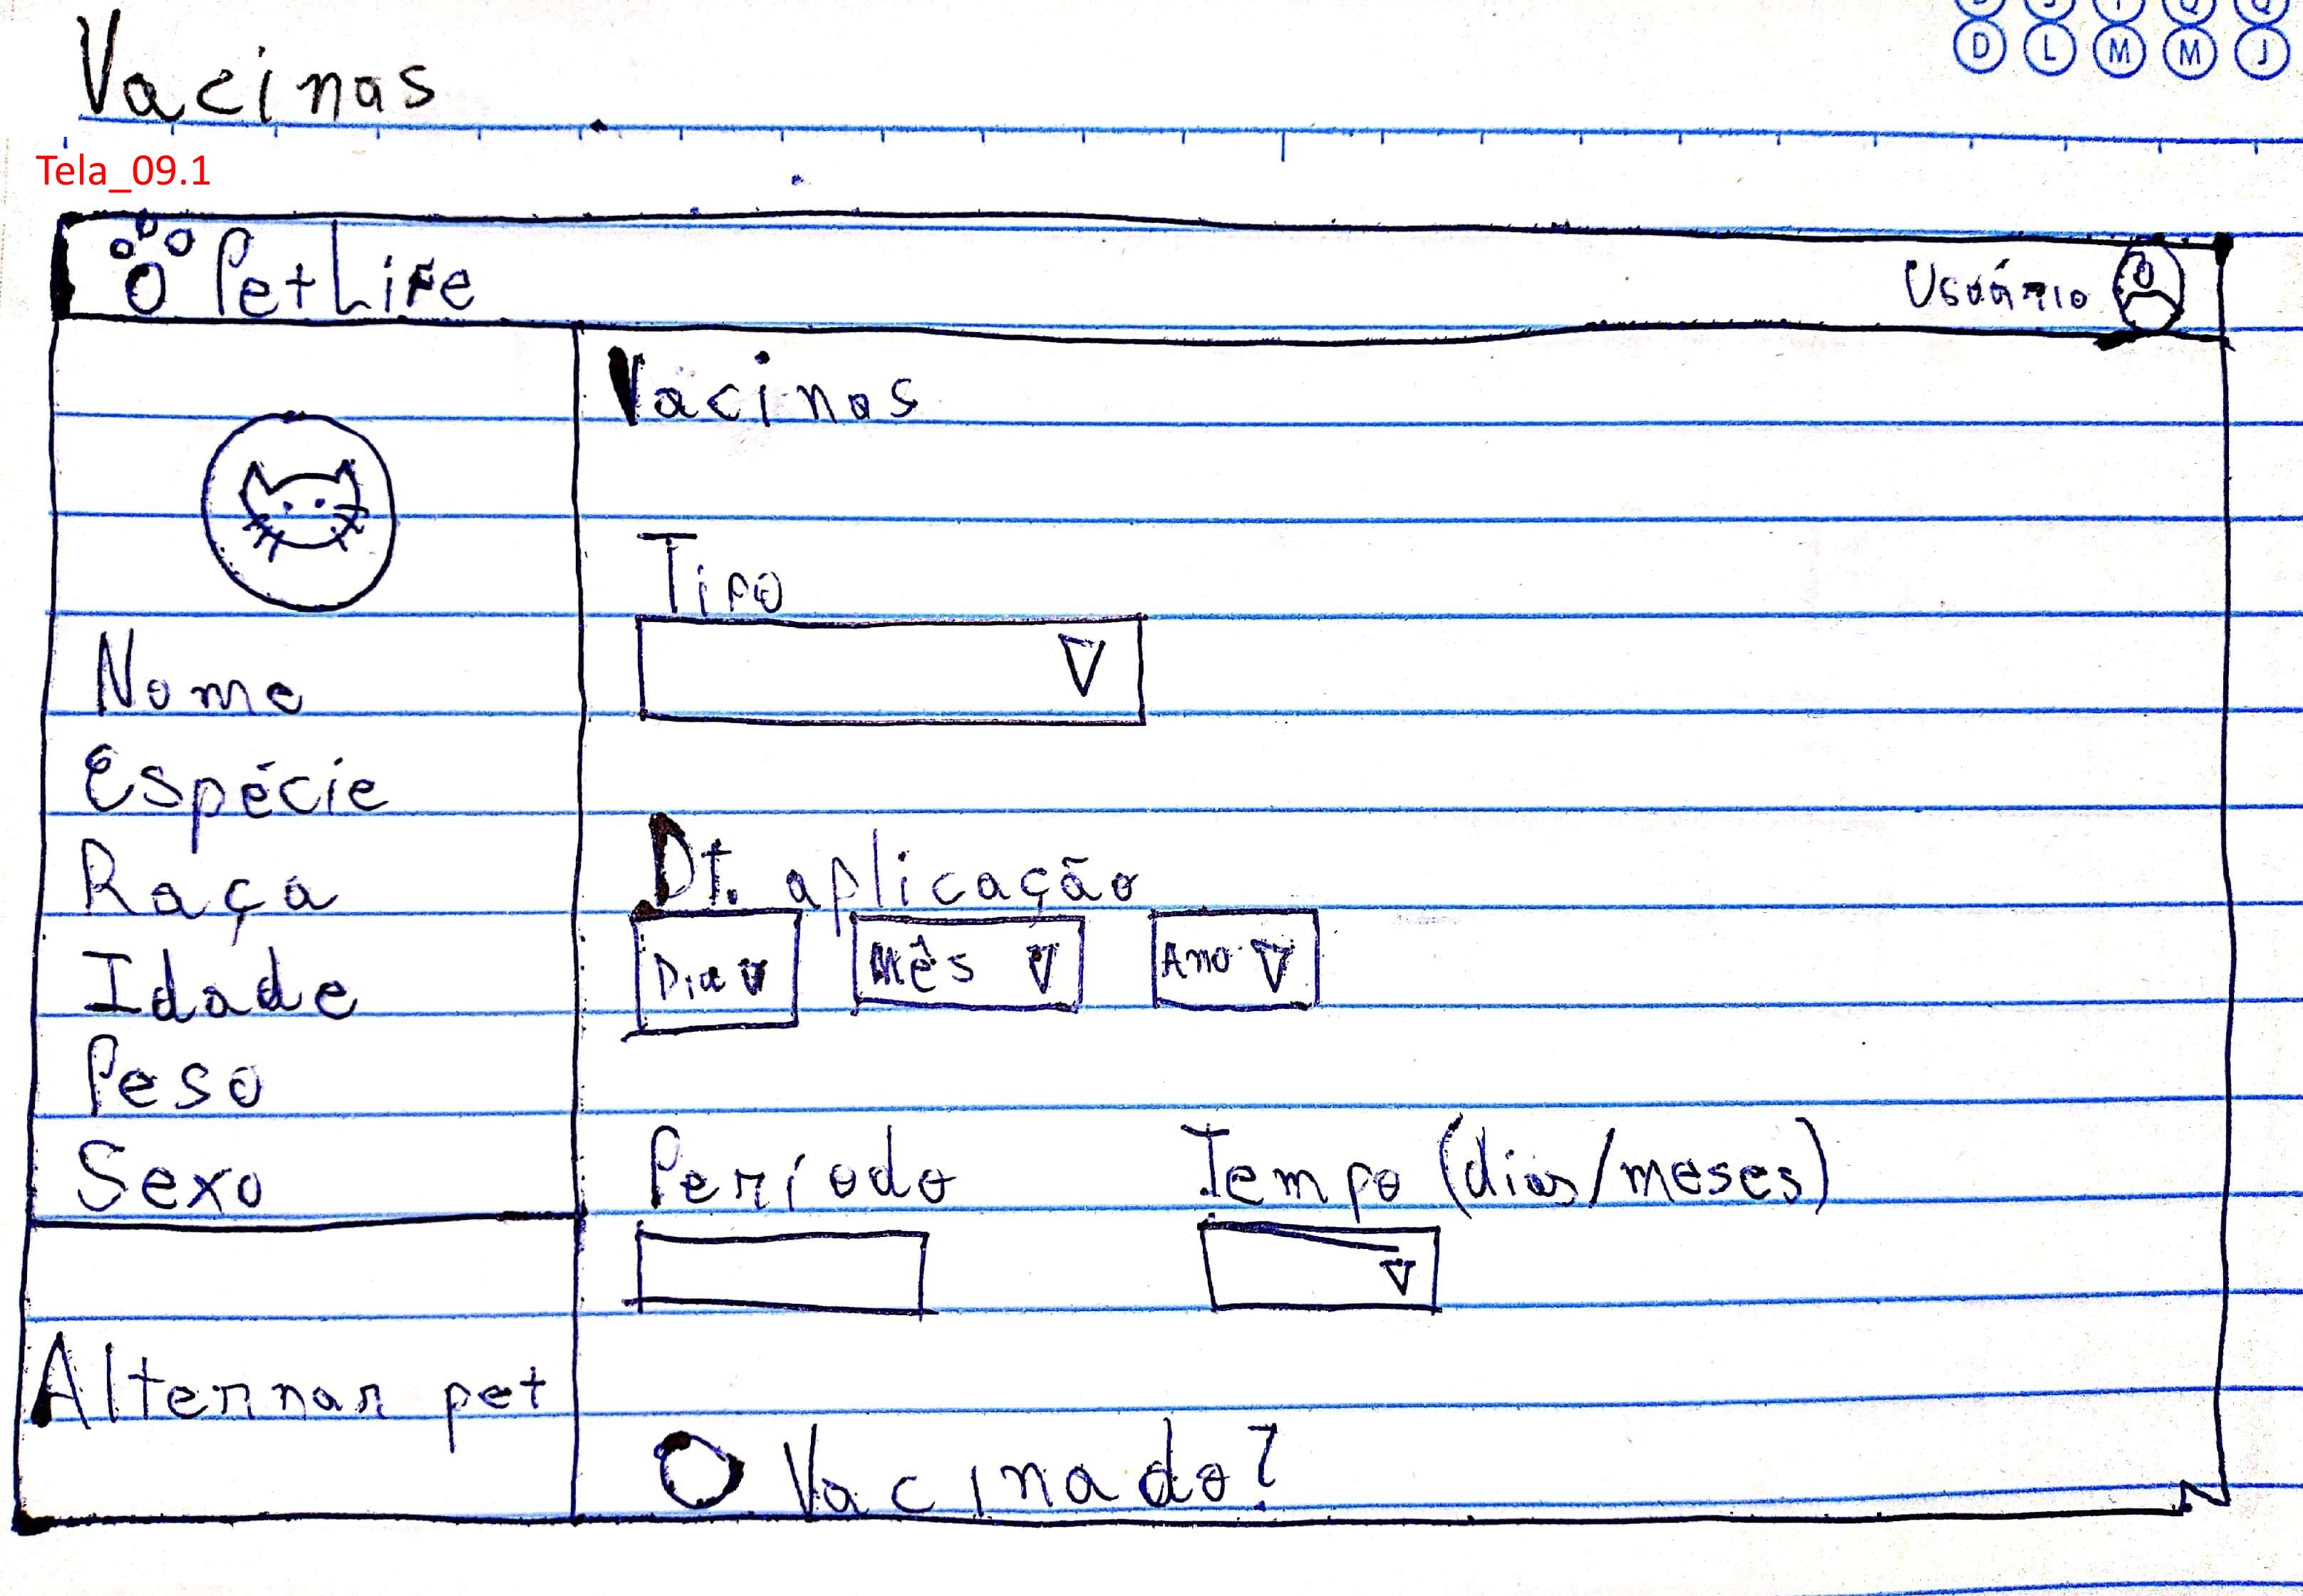 Vacinas
D L M M J
Tela_09.1
PetLife
Usuário
Vacinas
Nome
Espécie
Raça
Idade
Peso
Sexo
Alternar pet
Tipo
Dt. aplicação
Dia Mês Ano
Período Tempo (dias/meses)
Vacinado?